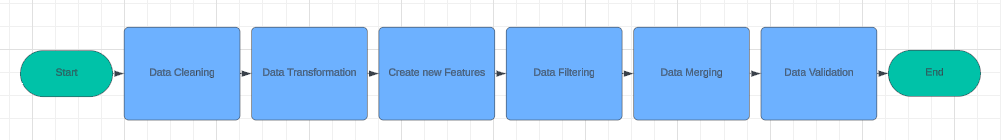 Start
Data Cleaning
Data Transformation
Create new Features
Data Filtering
Data Merging
Data Validation
End